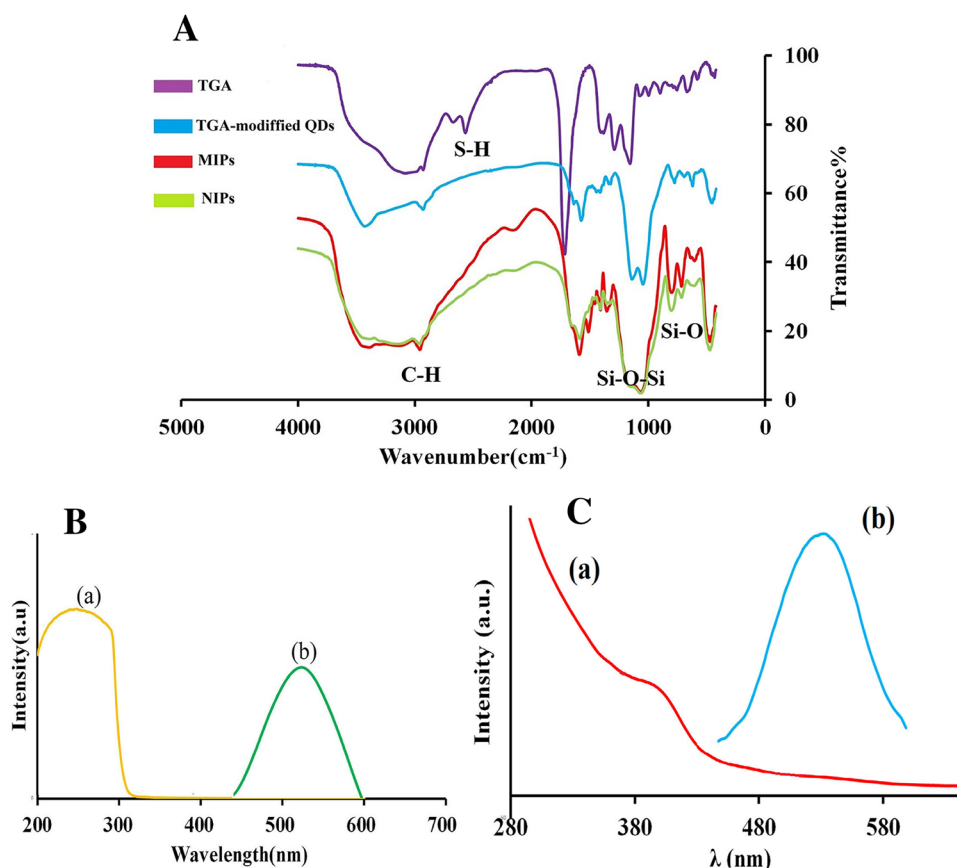 A
TGA
TGA-modiffied QDs
MIPs
NIPs
S-H
C-H
Si-O-Si
Si-O
100
80
60
40
20
0
Transmittance%
5000 4000 3000 2000 1000 0
Wavenumber(cm-1)
B
(a)
(b)
Intensity(a.u)
200 300 400 500 600 700
Wavelength(nm)
C
(a)
(b)
Intensity (a.u.)
280 380 480 580
λ (nm)